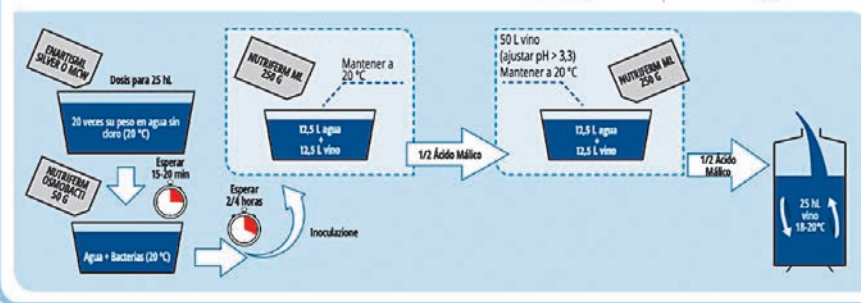 ENARTISML
SILVER O MCW
Dosis para 25 hL
20 veces su peso en agua sin
cloro (20 °C)
NUTRIFERM
OSMOBACTI
50 G
Esperar
15-20 min
Agua + Bacterias (20 °C)
Esperar
2/4 horas
Inoculazione
NUTRIFERM ML
250 G
Mantener a
20 °C
12,5 L agua
+
12,5 L vino
1/2 Ácido Málico
50 L vino
(ajustar pH > 3,3)
Mantener a 20 °C
NUTRIFERM ML
250 G
12,5 L agua
+
12,5 L vino
1/2 Ácido
Málico
25 hL
vino
18-20°C